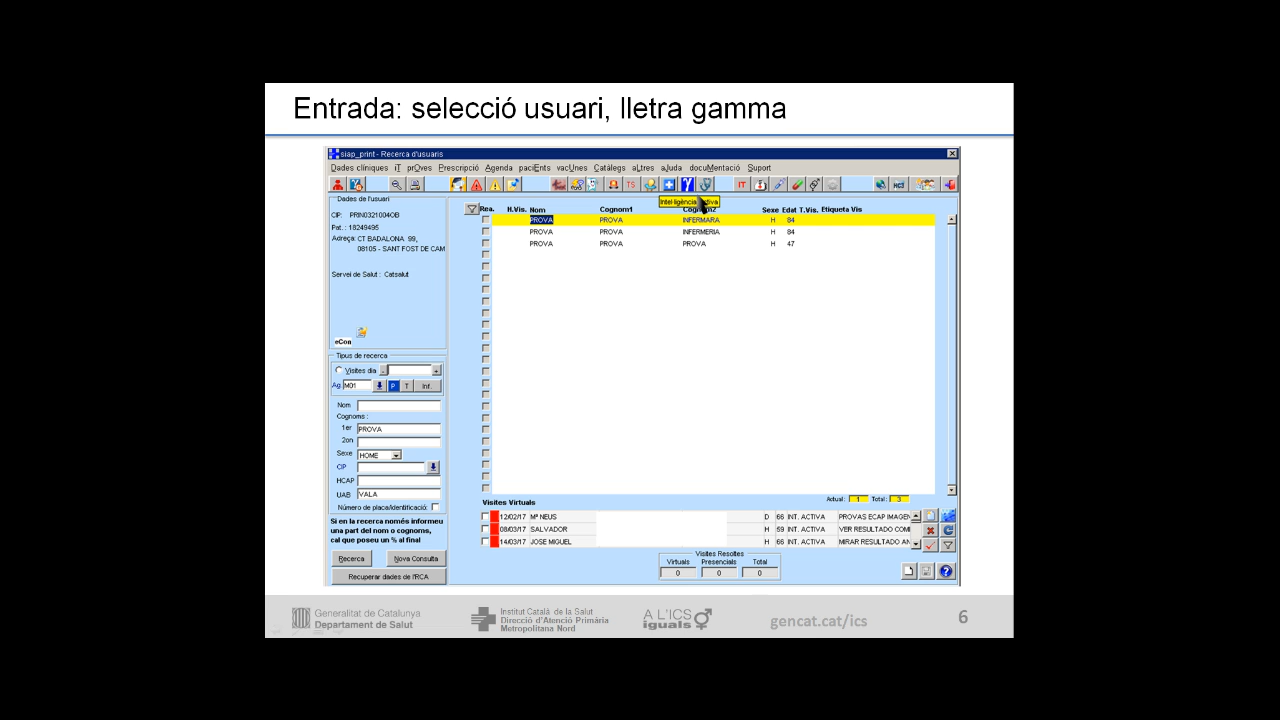 Entrada: selecció usuari, lletra gamma
siap_print - Recerca d'usuaris
Dades clíniques iT prOves Prescripció Agenda paciEnts vacUnes Catàlegs aLtres aJuda docuMentació Suport
TS IT HC3
Intel·ligència Activa
Dades de l'usuari
CIP: PRIN0321004OB
Pat. : 18249495
Adreça: CT BADALONA 99,
08105 - SANT FOST DE CAM
Servei de Salut : Catsalut
eCon
Rea. H.Vis. Nom Cognom1 Cognom2 Sexe Edat T.Vis. Etiqueta Vis
PROVA PROVA INFERMARA H 84
PROVA PROVA INFERMERIA H 84
PROVA PROVA PROVA H 47
Tipus de recerca
Visites dia
Ag. M01 P T Inf.
Nom
Cognoms :
1er PROVA
2on
Sexe HOME
CIP
HCAP
UAB VALA
Número de placa/identificació:
Si en la recerca només informeu
una part del nom o cognoms,
cal que poseu un % al final
Recerca Nova Consulta
Recuperar dades de l'RCA
Actual : 1 Total : 3
Visites Virtuals
12/02/17 Mª NEUS D 66 INT. ACTIVA PROVAS ECAP IMAGEN
08/03/17 SALVADOR H 59 INT. ACTIVA VER RESULTADO COM
14/03/17 JOSE MIGUEL H 66 INT. ACTIVA MIRAR RESULTADO AN
Visites Resoltes
Virtuals Presencials Total
0 0 0
Generalitat de Catalunya
Departament de Salut
Institut Català de la Salut
Direcció d'Atenció Primària
Metropolitana Nord
A L'ICS
iguals
gencat.cat/ics
6